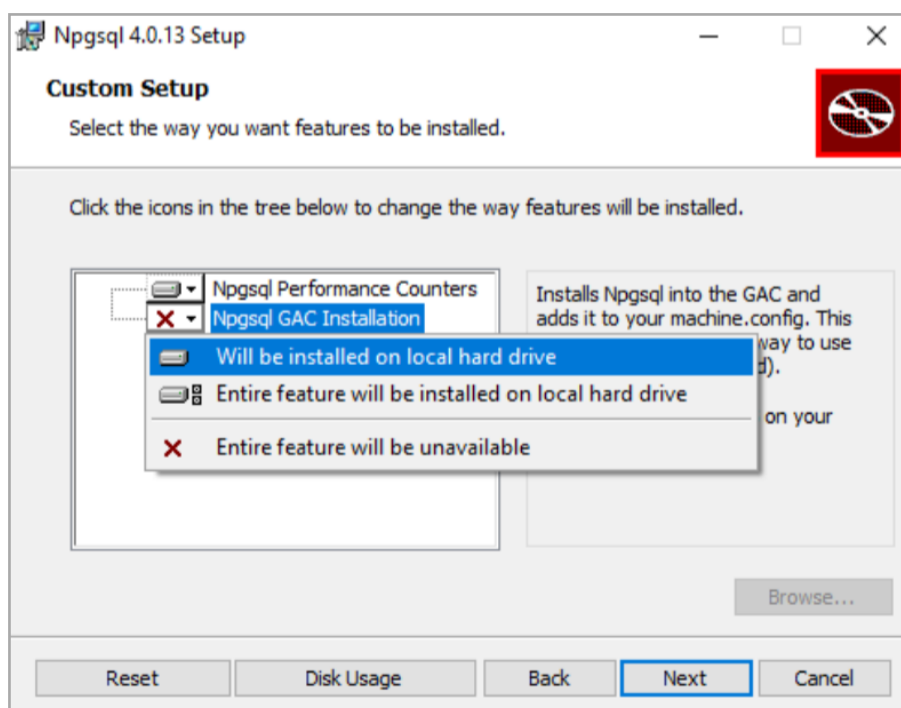 Npgsql 4.0.13 Setup
Custom Setup
Select the way you want features to be installed.
Click the icons in the tree below to change the way features will be installed.
Npgsql Performance Counters
Npgsql GAC Installation
Installs Npgsql into the GAC and
adds it to your machine.config. This
way to use
d).
on your
Will be installed on local hard drive
Entire feature will be installed on local hard drive
Entire feature will be unavailable
Browse...
Reset
Disk Usage
Back
Next
Cancel